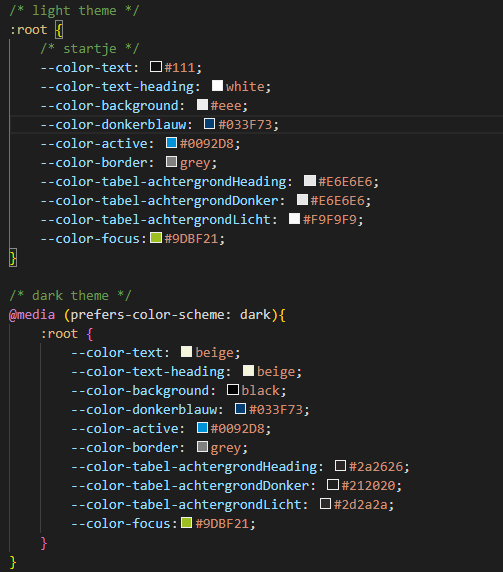 /* light theme */
:root {
/* startje */
--color-text: #111;
--color-text-heading: white;
--color-background: #eee;
--color-donkerblauw: #033F73;
--color-active: #0092D8;
--color-border: grey;
--color-tabel-achtergrondHeading: #E6E6E6;
--color-tabel-achtergrondDonker: #E6E6E6;
--color-tabel-achtergrondLicht: #F9F9F9;
--color-focus: #9DBF21;
}
/* dark theme */
@media (prefers-color-scheme: dark){
:root {
--color-text: beige;
--color-text-heading: beige;
--color-background: black;
--color-donkerblauw: #033F73;
--color-active: #0092D8;
--color-border: grey;
--color-tabel-achtergrondHeading: #2a2626;
--color-tabel-achtergrondDonker: #212020;
--color-tabel-achtergrondLicht: #2d2a2a;
--color-focus: #9DBF21;
}
}